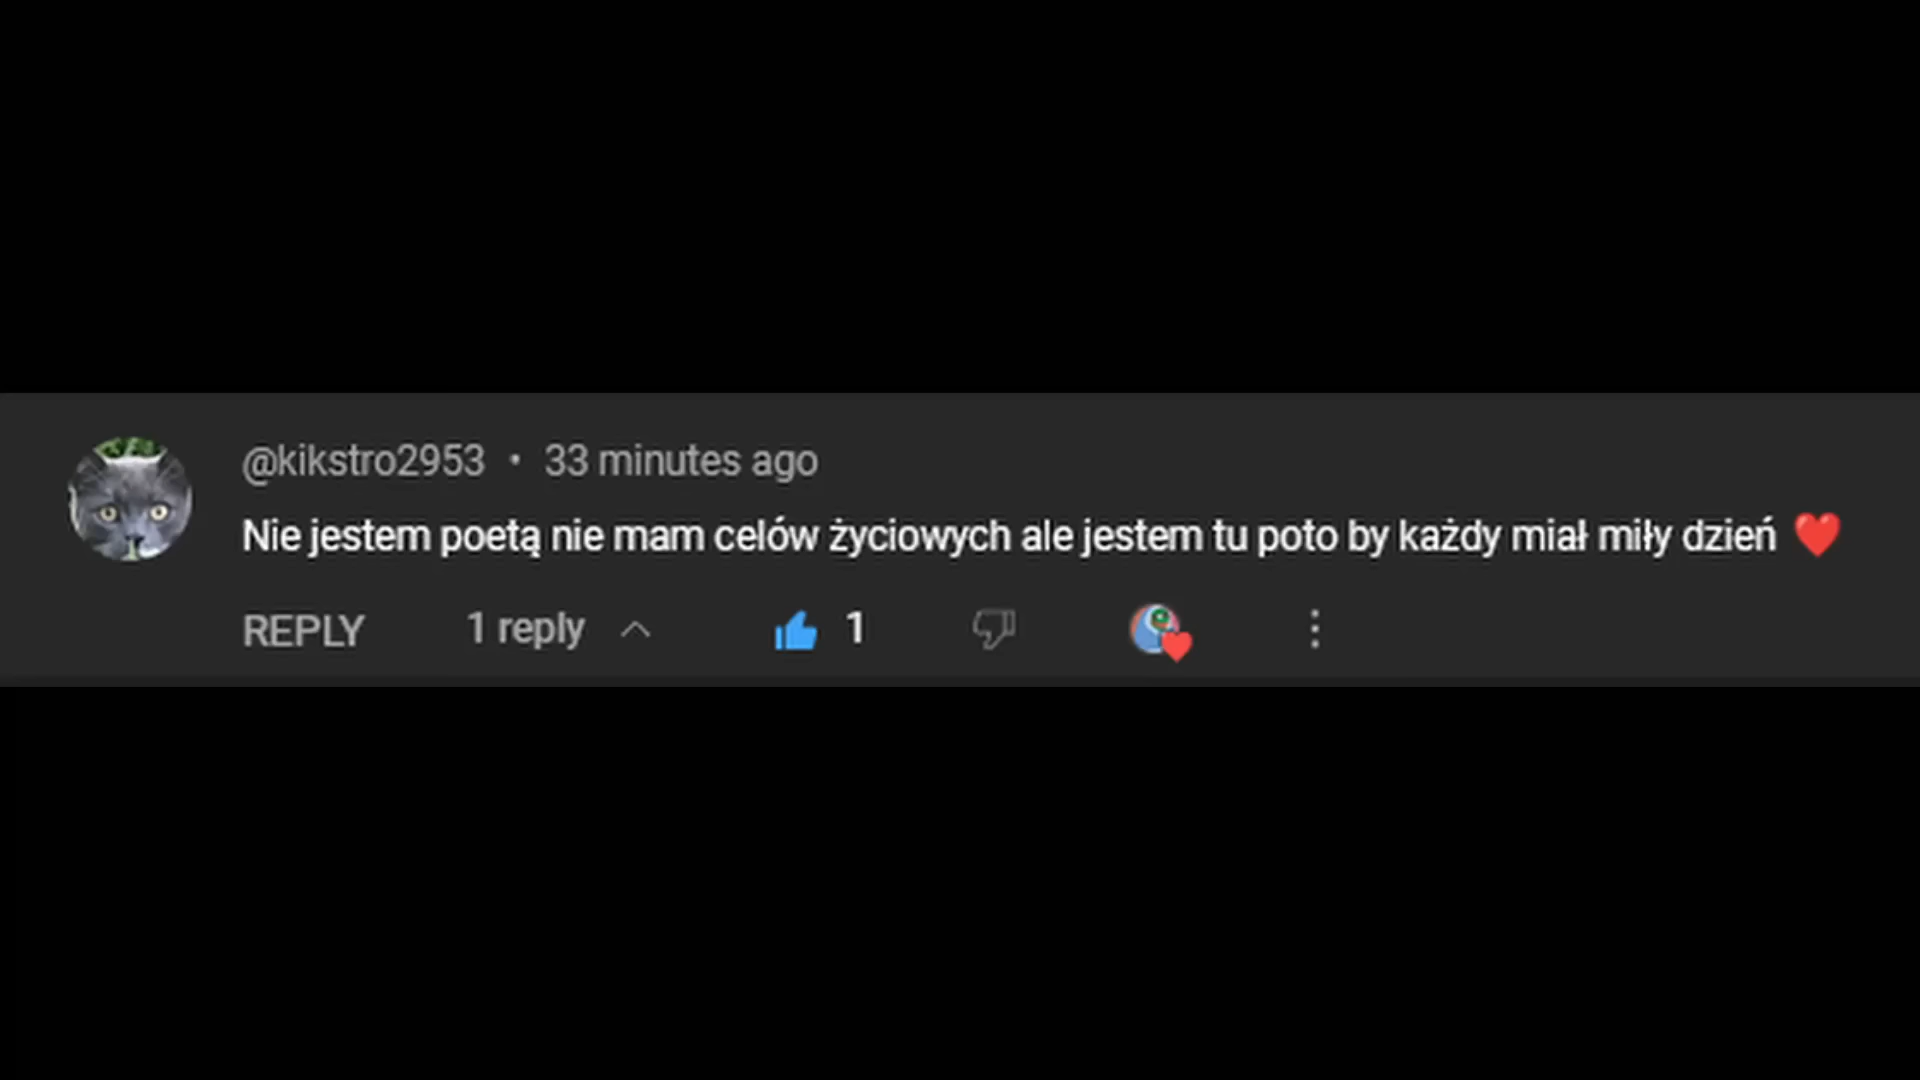 @kikstro2953 • 33 minutes ago
Nie jestem poetą nie mam celów życiowych ale jestem tu poto by każdy miał miły dzień ❤️
REPLY 1 reply 1